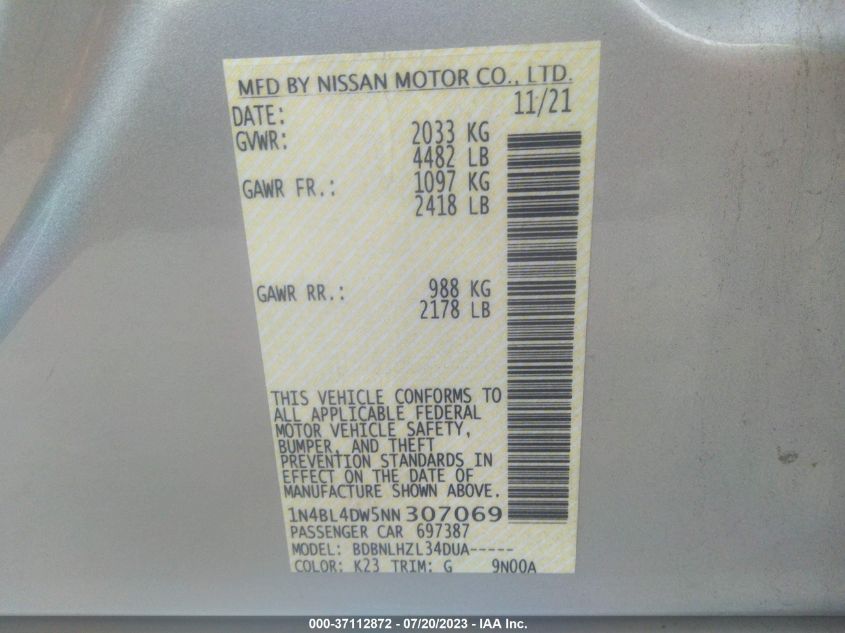 MFD BY NISSAN MOTOR CO., LTD.
DATE: 11/21
GVWR: 2033 KG
4482 LB
GAWR FR.: 1097 KG
2418 LB
GAWR RR.: 988 KG
2178 LB
THIS VEHICLE CONFORMS TO
ALL APPLICABLE FEDERAL
MOTOR VEHICLE SAFETY,
BUMPER, AND THEFT
PREVENTION STANDARDS IN
EFFECT ON THE DATE OF
MANUFACTURE SHOWN ABOVE.
1N4BL4DW5NN307069
PASSENGER CAR 697387
MODEL: BDBNLHZL34DUA-----
COLOR: K23 TRIM: G 9N00A
000-37112872 - 07/20/2023 - IAA Inc.